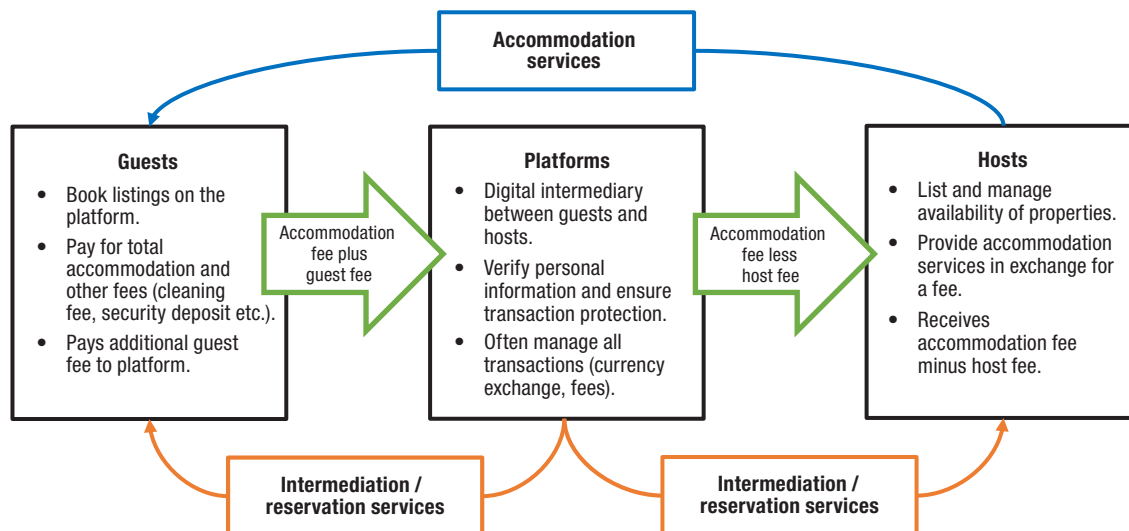 Accommodation
services
Guests
• Book listings on the
platform.
• Pay for total
accommodation and
other fees (cleaning
fee, security deposit etc.).
• Pays additional guest
fee to platform.
Accommodation
fee plus
guest fee
Platforms
• Digital intermediary
between guests and
hosts.
• Verify personal
information and ensure
transaction protection.
• Often manage all
transactions (currency
exchange, fees).
Accommodation
fee less
host fee
Hosts
• List and manage
availability of properties.
• Provide accommodation
services in exchange for
a fee.
• Receives
accommodation fee
minus host fee.
Intermediation /
reservation services
Intermediation /
reservation services